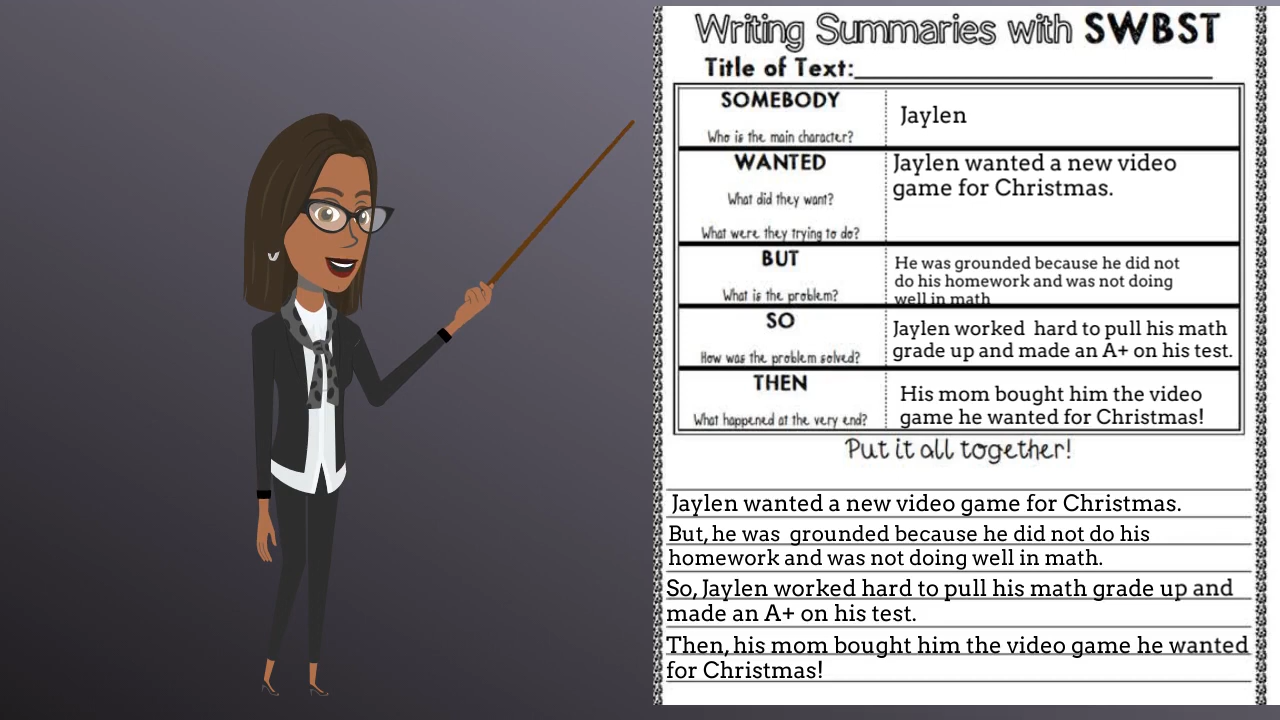 Writing Summaries with SWBST
Title of Text:
SOMEBODY
Who is the main character?
Jaylen
WANTED
What did they want?
What were they trying to do?
Jaylen wanted a new video
game for Christmas.
BUT
What is the problem?
He was grounded because he did not
do his homework and was not doing
well in math
SO
How was the problem solved?
Jaylen worked hard to pull his math
grade up and made an A+ on his test.
THEN
What happened at the very end?
His mom bought him the video
game he wanted for Christmas!
Put it all together!
Jaylen wanted a new video game for Christmas.
But, he was grounded because he did not do his
homework and was not doing well in math.
So, Jaylen worked hard to pull his math grade up and
made an A+ on his test.
Then, his mom bought him the video game he wanted
for Christmas!